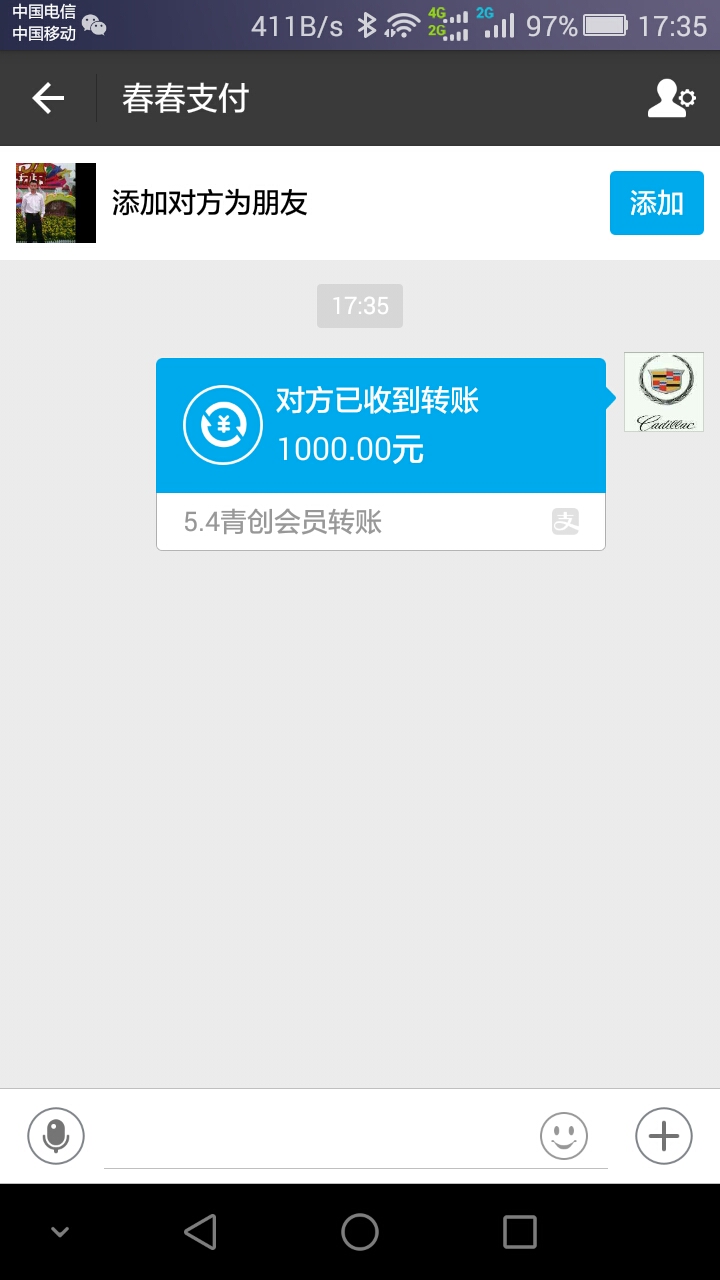 中国电信
中国移动
411B/s
4G
2G
2G
97%
17:35
春春支付
添加对方为朋友
添加
17:35
对方已收到转账
1000.00元
Cadillac
5.4青创会员转账
支